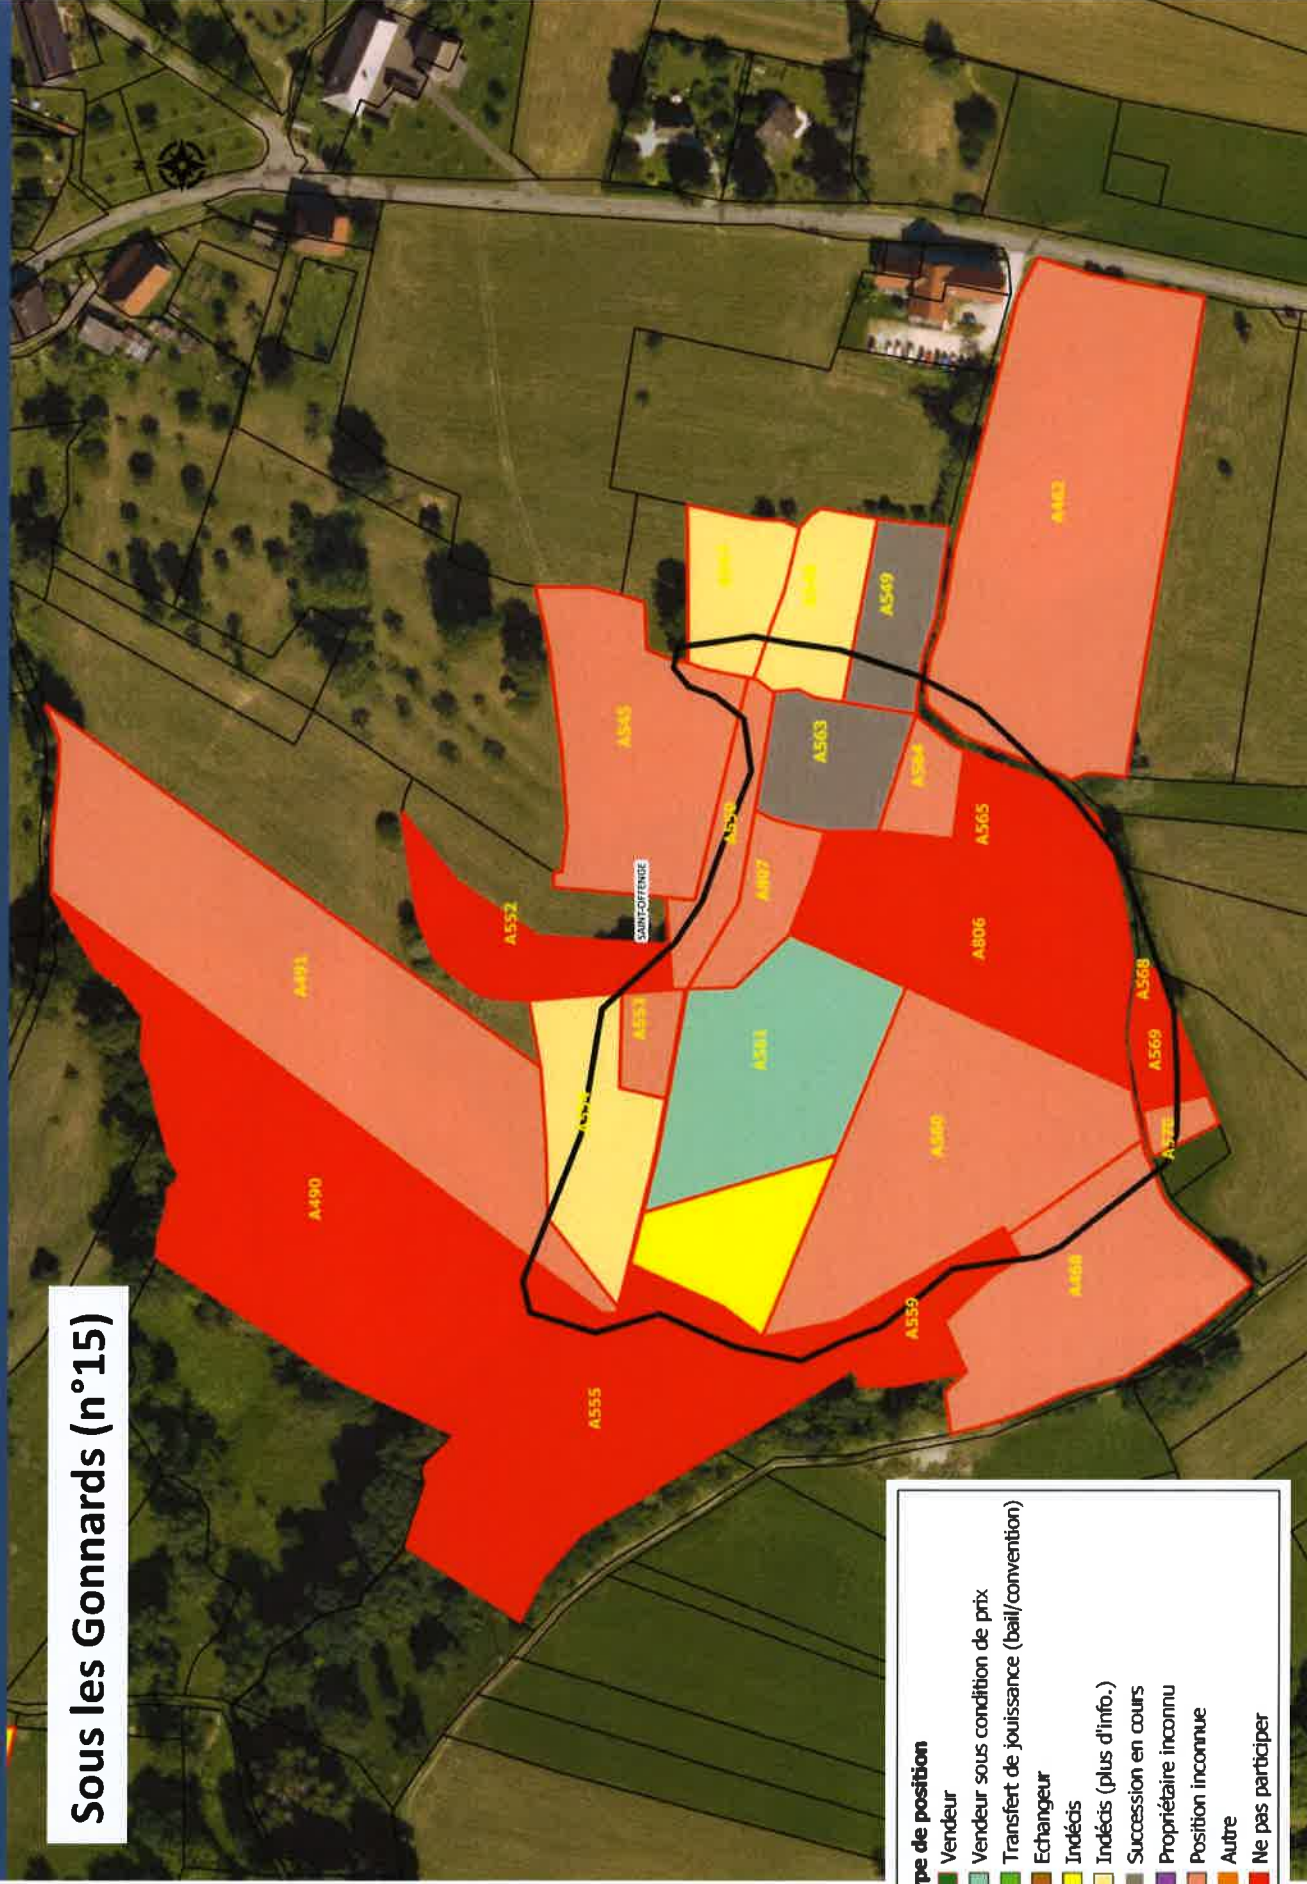 Sous les Gonnards (n°15)
A490
A491
A555
A552
A545
SAINT-OFFENGE
A553
A807
A563
A549
A564
A565
A806
A561
A560
A559
A568
A569
A570
A468
A462
pe de position
Vendeur
Vendeur sous condition de prix
Transfert de jouissance (bail/convention)
Echangeur
Indécis
Indécis (plus d'info.)
Succession en cours
Propriétaire inconnu
Position inconnue
Autre
Ne pas participer